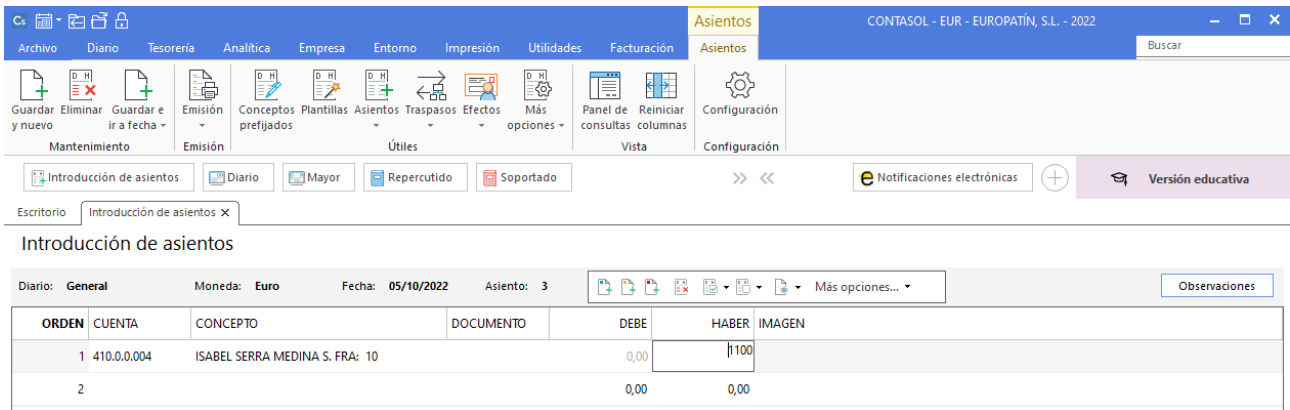 Cs Asientos CONTASOL - EUR - EUROPATÍN, S.L. - 2022
Archivo Diario Tesorería Analítica Empresa Entorno Impresión Utilidades Facturación Asientos Buscar
D H D H D H D H D H
Guardar Eliminar Guardar e Emisión Conceptos Plantillas Asientos Traspasos Efectos Más Panel de Reiniciar Configuración
y nuevo ir a fecha prefijados opciones consultas columnas
Mantenimiento Emisión Útiles Vista Configuración
Introducción de asientos Diario Mayor Repercutido Soportado e Notificaciones electrónicas Versión educativa
Escritorio Introducción de asientos X
Introducción de asientos
Diario: General Moneda: Euro Fecha: 05/10/2022 Asiento: 3 Más opciones... Observaciones
ORDEN CUENTA CONCEPTO DOCUMENTO DEBE HABER IMAGEN
1 410.0.0.004 ISABEL SERRA MEDINA S. FRA: 10 0,00 1100
2 0,00 0,00